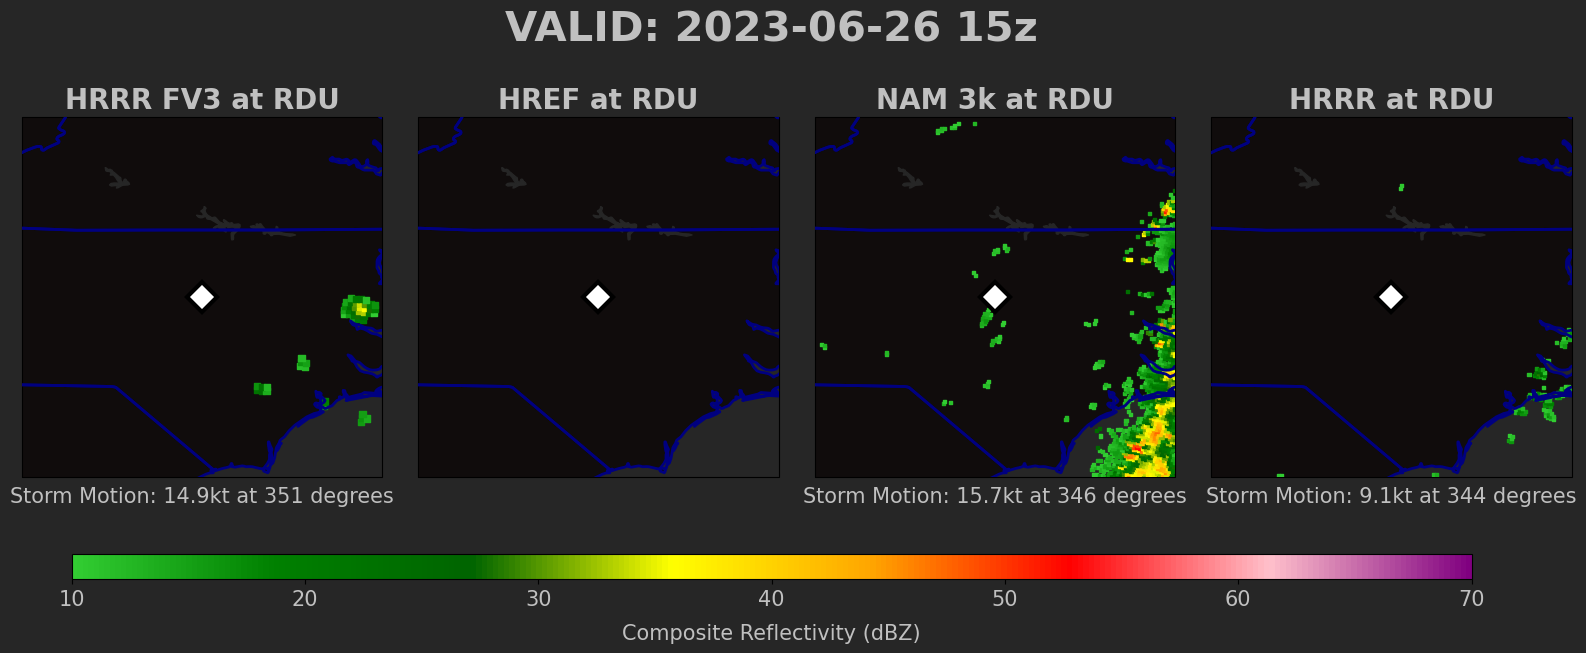 VALID: 2023-06-26 15z
HRRR FV3 at RDU
HREF at RDU
NAM 3k at RDU
HRRR at RDU
Storm Motion: 14.9kt at 351 degrees
Storm Motion: 15.7kt at 346 degrees
Storm Motion: 9.1kt at 344 degrees
10 20 30 40 50 60 70
Composite Reflectivity (dBZ)